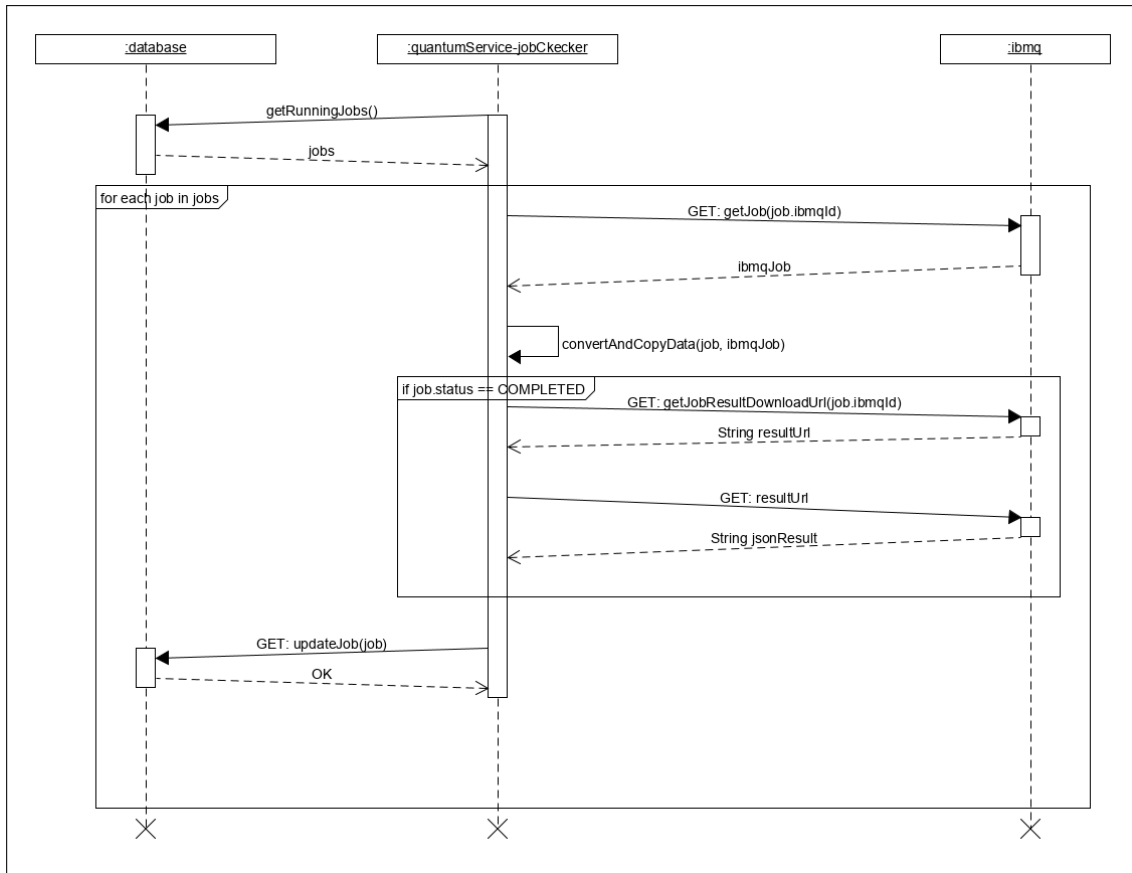 :database
:quantumService-jobCkecker
:ibmq
getRunningJobs()
jobs
for each job in jobs
GET: getJob(job.ibmqId)
ibmqJob
convertAndCopyData(job, ibmqJob)
if job.status == COMPLETED
GET: getJobResultDownloadUrl(job.ibmqId)
String resultUrl
GET: resultUrl
String jsonResult
GET: updateJob(job)
OK